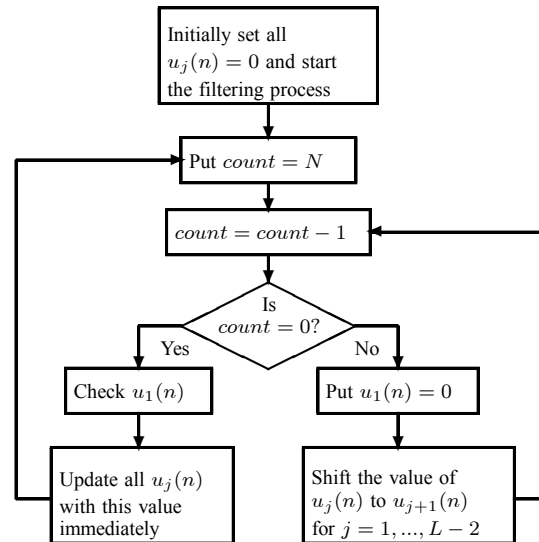 Initially set all
u_j(n) = 0 and start
the filtering process
Put count = N
count = count − 1
Is
count = 0?
Yes
No
Check u_1(n)
Put u_1(n) = 0
Update all u_j(n)
with this value
immediately
Shift the value of
u_j(n) to u_{j+1}(n)
for j = 1, ..., L − 2